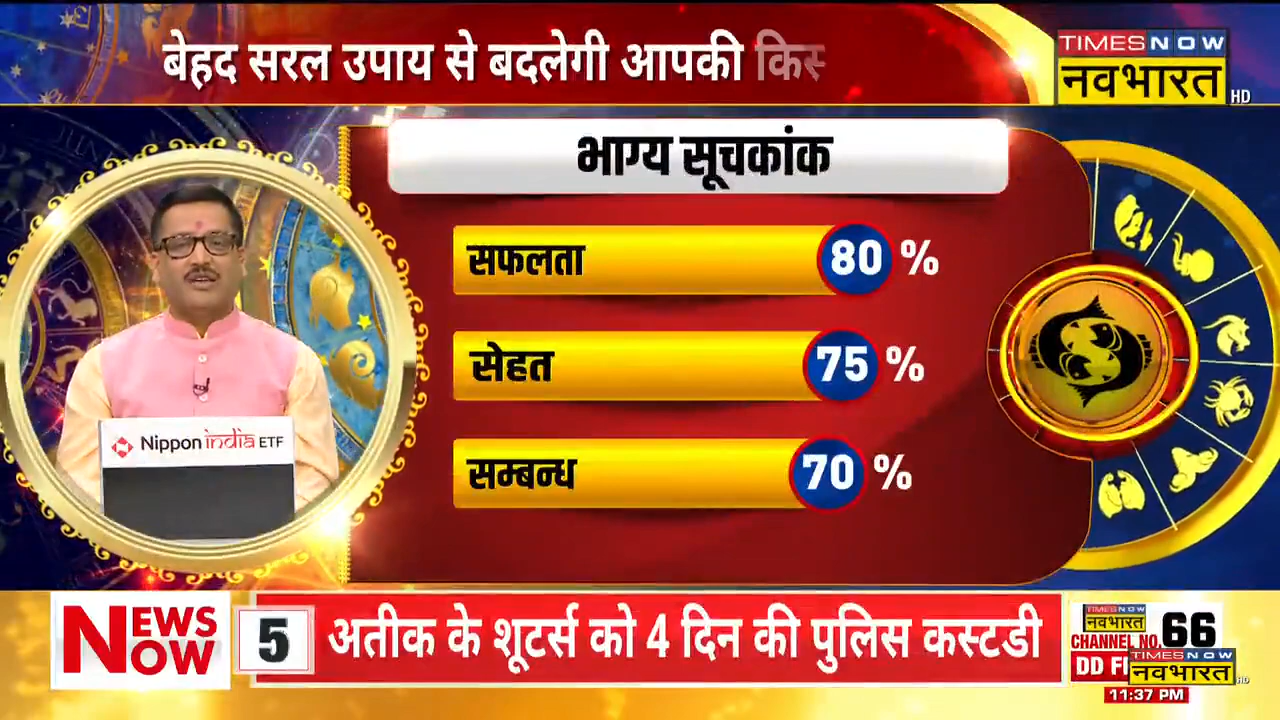 बेहद सरल उपाय से बदलेगी आपकी
TIMES NOW
नवभारत
HD
भाग्य सूचकांक
सफलता 80 %
सेहत 75 %
सम्बन्ध 70 %
Nippon india ETF
NEWS NOW
5 अतीक के शूटर्स को 4 दिन की पुलिस कस्टडी
TIMES NOW
नवभारत
CHANNEL NO. 66
DD
TIMES NOW
नवभारत
HD
11:37 PM